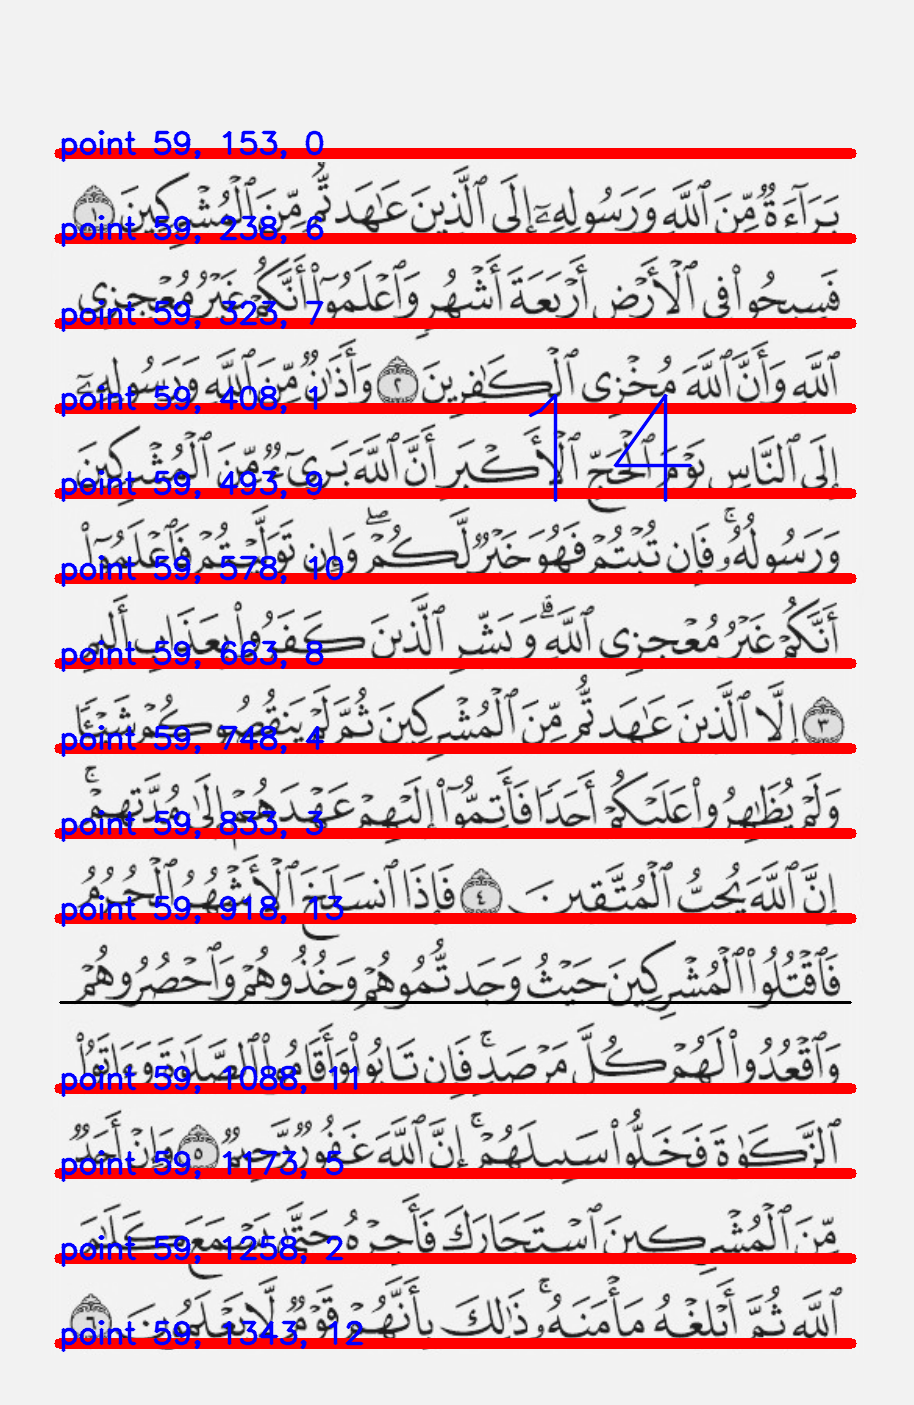 point 59, 153, 0
بَرَآءَةٌ مِّنَ ٱللَّهِ وَرَسُولِهِۦٓ إِلَى ٱلَّذِينَ عَٰهَدتُّم مِّنَ ٱلْمُشْرِكِينَ ١
point 59, 238, 6
فَسِيحُوا۟ فِى ٱلْأَرْضِ أَرْبَعَةَ أَشْهُرٍ وَٱعْلَمُوٓا۟ أَنَّكُمْ غَيْرُ مُعْجِزِى
point 59, 323, 7
ٱللَّهِ وَأَنَّ ٱللَّهَ مُخْزِى ٱلْكَٰفِرِينَ ٢ وَأَذَٰنٌ مِّنَ ٱللَّهِ وَرَسُولِهِۦٓ
point 59, 408, 1
14
إِلَى ٱلنَّاسِ يَوْمَ ٱلْحَجِّ ٱلْأَكْبَرِ أَنَّ ٱللَّهَ بَرِىٓءٌ مِّنَ ٱلْمُشْرِكِينَ
point 59, 493, 9
وَرَسُولُهُۥ ۚ فَإِن تُبْتُمْ فَهُوَ خَيْرٌ لَّكُمْ ۖ وَإِن تَوَلَّيْتُمْ فَٱعْلَمُوٓا۟
point 59, 578, 10
أَنَّكُمْ غَيْرُ مُعْجِزِى ٱللَّهِ ۗ وَبَشِّرِ ٱلَّذِينَ كَفَرُوا۟ بِعَذَابٍ أَلِيمٍ
point 59, 663, 8
٣ إِلَّا ٱلَّذِينَ عَٰهَدتُّم مِّنَ ٱلْمُشْرِكِينَ ثُمَّ لَمْ يَنقُصُوكُمْ شَيْـًٔا
point 59, 748, 4
وَلَمْ يُظَٰهِرُوا۟ عَلَيْكُمْ أَحَدًا فَأَتِمُّوٓا۟ إِلَيْهِمْ عَهْدَهُمْ إِلَىٰ مُدَّتِهِمْ ۚ
point 59, 833, 3
إِنَّ ٱللَّهَ يُحِبُّ ٱلْمُتَّقِينَ ٤ فَإِذَا ٱنسَلَخَ ٱلْأَشْهُرُ ٱلْحُرُمُ
point 59, 918, 13
فَٱقْتُلُوا۟ ٱلْمُشْرِكِينَ حَيْثُ وَجَدتُّمُوهُمْ وَخُذُوهُمْ وَٱحْصُرُوهُمْ
وَٱقْعُدُوا۟ لَهُمْ كُلَّ مَرْصَدٍ ۚ فَإِن تَابُوا۟ وَأَقَامُوا۟ ٱلصَّلَوٰةَ وَءَاتَوُا۟
point 59, 1088, 11
ٱلزَّكَوٰةَ فَخَلُّوا۟ سَبِيلَهُمْ ۚ إِنَّ ٱللَّهَ غَفُورٌ رَّحِيمٌ ٥ وَإِنْ أَحَدٌ
point 59, 1173, 5
مِّنَ ٱلْمُشْرِكِينَ ٱسْتَجَارَكَ فَأَجِرْهُ حَتَّىٰ يَسْمَعَ كَلَٰمَ
point 59, 1258, 2
ٱللَّهِ ثُمَّ أَبْلِغْهُ مَأْمَنَهُۥ ۚ ذَٰلِكَ بِأَنَّهُمْ قَوْمٌ لَّا يَعْلَمُونَ ٦
point 59, 1343, 12